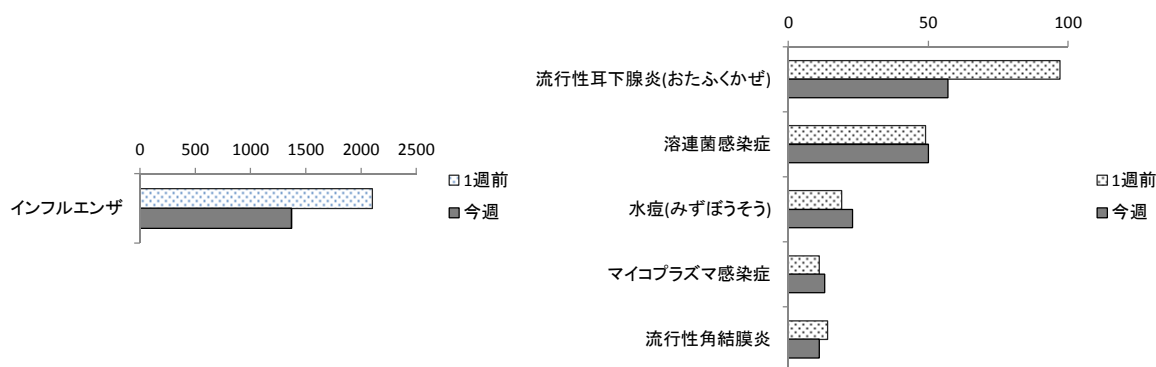 0 500 1000 1500 2000 2500
インフルエンザ
1週前
今週
0 50 100
流行性耳下腺炎(おたふくかぜ)
溶連菌感染症
水痘(みずぼうそう)
マイコプラズマ感染症
流行性角結膜炎
1週前
今週